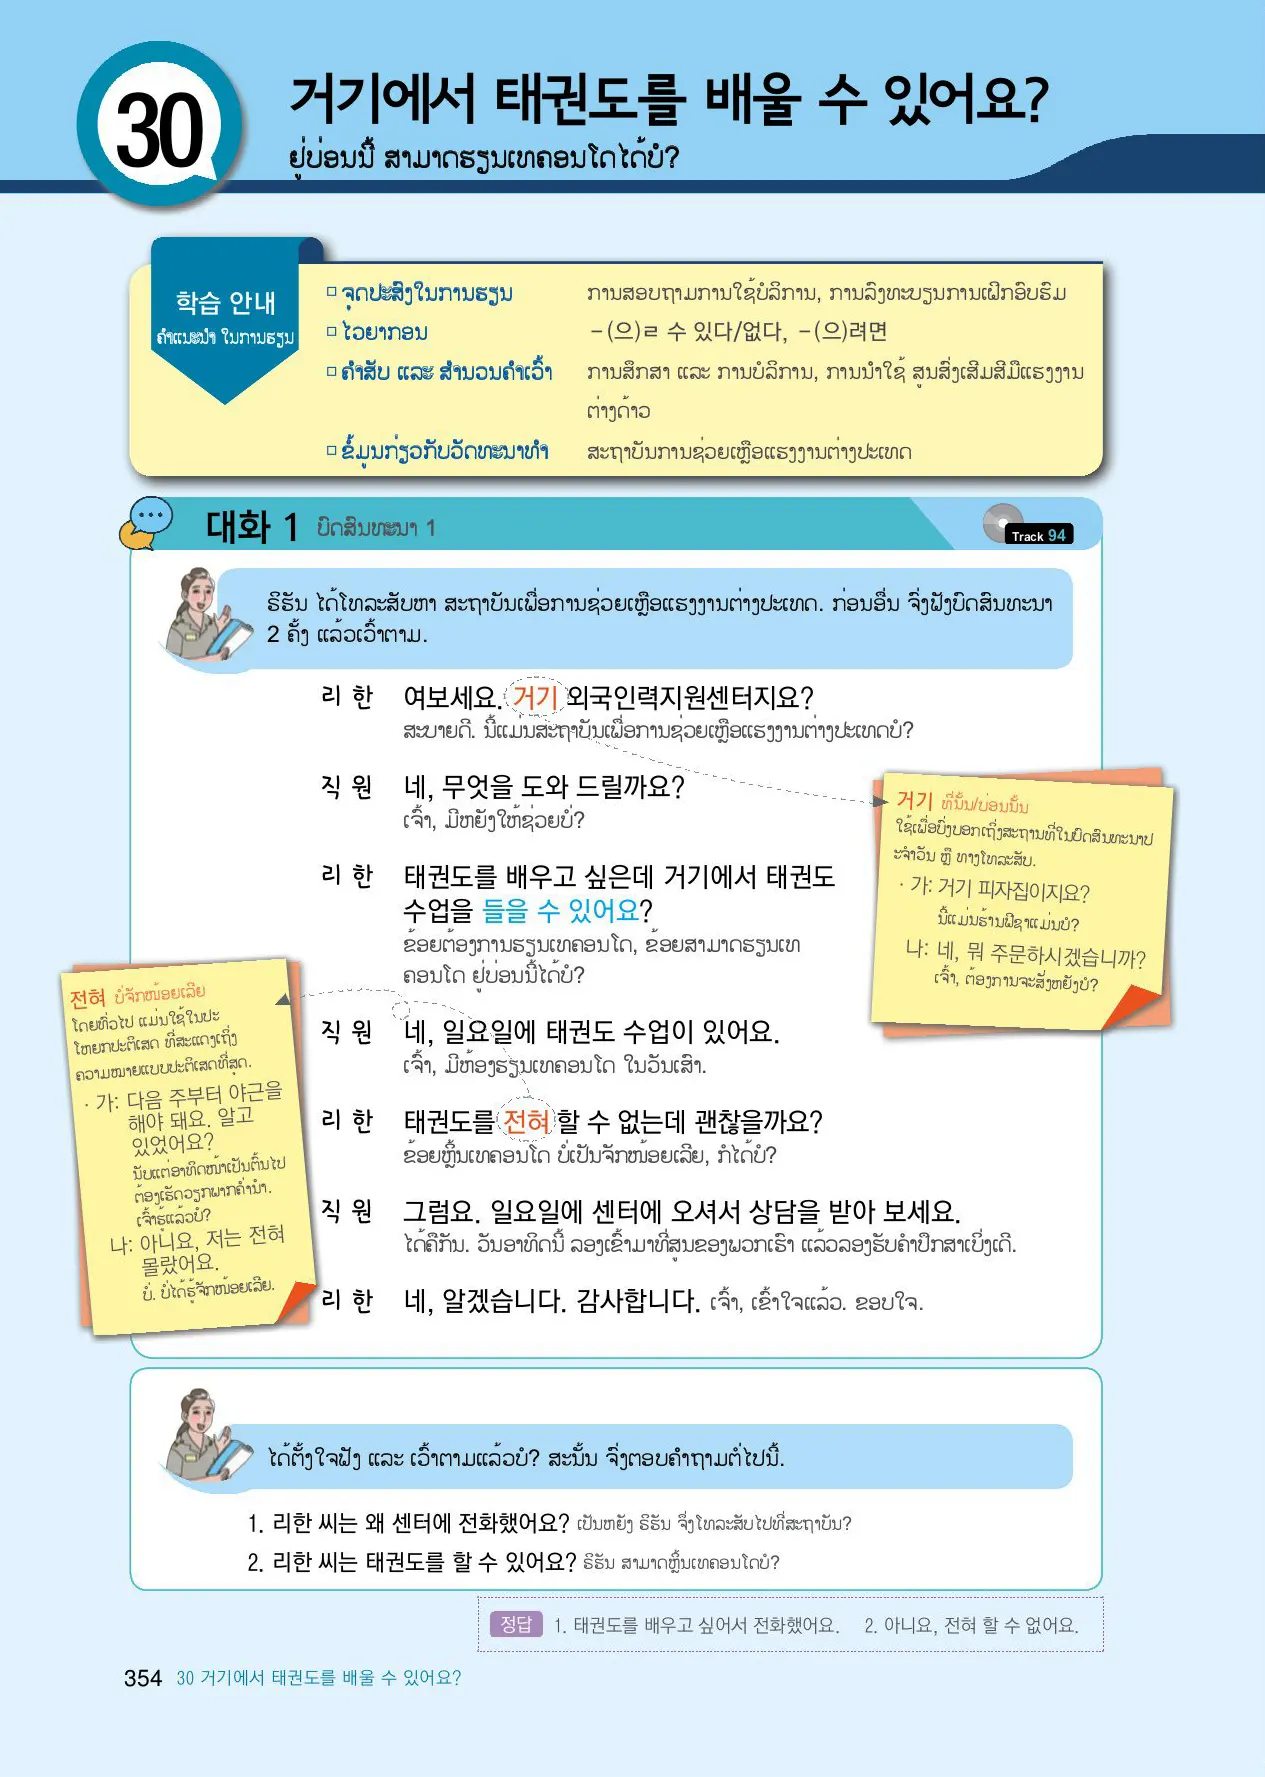 30
거기에서 태권도를 배울 수 있어요?
ຢູ່ບ່ອນນີ້ ສາມາດຮຽນເທຄອນໂດໄດ້ບໍ?
학습 안내
ຄຳແນະນຳ ໃນການຮຽນ
□ ຈຸດປະສົງໃນການຮຽນ ການສອບຖາມການໃຊ້ບໍລິການ, ການລົງທະບຽນການເຝິກອົບຮົມ
□ ໄວຍາກອນ –(으)ㄹ 수 있다/없다, –(으)려면
□ ຄຳສັບ ແລະ ສຳນວນຄຳເວົ້າ ການສຶກສາ ແລະ ການບໍລິການ, ການນຳໃຊ້ ສູນສົ່ງເສີມສີມືແຮງງານ
ຕ່າງດ້າວ
□ ຂໍ້ມູນກ່ຽວກັບວັດທະນາທຳ ສະຖາບັນການຊ່ວຍເຫຼືອແຮງງານຕ່າງປະເທດ
대화 1 ບົດສົນທະນາ 1
Track 94
ຣິຮັນ ໄດ້ໂທລະສັບຫາ ສະຖາບັນເພື່ອການຊ່ວຍເຫຼືອແຮງງານຕ່າງປະເທດ. ກ່ອນອື່ນ ຈົ່ງຟັງບົດສົນທະນາ
2 ຄັ້ງ ແລ້ວເວົ້າຕາມ.
리 한 여보세요. 거기 외국인력지원센터지요?
ສະບາຍດີ. ນີ້ແມ່ນສະຖາບັນເພື່ອການຊ່ວຍເຫຼືອແຮງງານຕ່າງປະເທດບໍ?
직 원 네, 무엇을 도와 드릴까요?
ເຈົ້າ, ມີຫຍັງໃຫ້ຊ່ວຍບໍ່?
리 한 태권도를 배우고 싶은데 거기에서 태권도
수업을 들을 수 있어요?
ຂ້ອຍຕ້ອງການຮຽນເທຄອນໂດ, ຂ້ອຍສາມາດຮຽນເທ
ຄອນໂດ ຢູ່ບ່ອນນີ້ໄດ້ບໍ?
직 원 네, 일요일에 태권도 수업이 있어요.
ເຈົ້າ, ມີຫ້ອງຮຽນເທຄອນໂດ ໃນວັນເສົາ.
리 한 태권도를 전혀 할 수 없는데 괜찮을까요?
ຂ້ອຍຫຼິ້ນເທຄອນໂດ ບໍ່ເປັນຈັກໜ້ອຍເລີຍ, ກໍໄດ້ບໍ?
직 원 그럼요. 일요일에 센터에 오셔서 상담을 받아 보세요.
ໄດ້ຄືກັນ. ວັນອາທິດນີ້ ລອງເຂົ້າມາທີ່ສູນຂອງພວກເຮົາ ແລ້ວລອງຮັບຄຳປຶກສາເບິ່ງເດີ.
리 한 네, 알겠습니다. 감사합니다. ເຈົ້າ, ເຂົ້າໃຈແລ້ວ. ຂອບໃຈ.
거기 ທີ່ນັ້ນ/ບ່ອນນັ້ນ
ໃຊ້ເພື່ອບົ່ງບອກເຖິງສະຖານທີ່ໃນບົດສົນທະນາປ
ະຈຳວັນ ຫຼື ທາງໂທລະສັບ.
· 가: 거기 피자집이지요?
ນີ້ແມ່ນຮ້ານພີຊາແມ່ນບໍ?
나: 네, 뭐 주문하시겠습니까?
ເຈົ້າ, ຕ້ອງການຈະສັ່ງຫຍັງບໍ?
전혀 ບໍ່ຈັກໜ້ອຍເລີຍ
ໂດຍທົ່ວໄປ ແມ່ນໃຊ້ໃນປະ
ໂຫຍກປະຕິເສດ ທີ່ສະແດງເຖິງ
ຄວາມໝາຍແບບປະຕິເສດທີ່ສຸດ.
· 가: 다음 주부터 야근을
해야 돼요. 알고
있었어요?
ນັບແຕ່ອາທິດໜ້າເປັນຕົ້ນໄປ
ຕ້ອງເຮັດວຽກພາກຄ່ຳນຳ.
ເຈົ້າຮູ້ແລ້ວບໍ?
나: 아니요, 저는 전혀
몰랐어요.
ບໍ່. ບໍ່ໄດ້ຮູ້ຈັກໜ້ອຍເລີຍ.
ໄດ້ຕັ້ງໃຈຟັງ ແລະ ເວົ້າຕາມແລ້ວບໍ? ສະນັ້ນ ຈົ່ງຕອບຄຳຖາມຕໍ່ໄປນີ້.
1. 리한 씨는 왜 센터에 전화했어요? ເປັນຫຍັງ ຣິຮັນ ຈຶ່ງໂທລະສັບໄປທີ່ສະຖາບັນ?
2. 리한 씨는 태권도를 할 수 있어요? ຣິຮັນ ສາມາດຫຼິ້ນເທຄອນໂດບໍ?
정답 1. 태권도를 배우고 싶어서 전화했어요. 2. 아니요, 전혀 할 수 없어요.
354 30 거기에서 태권도를 배울 수 있어요?